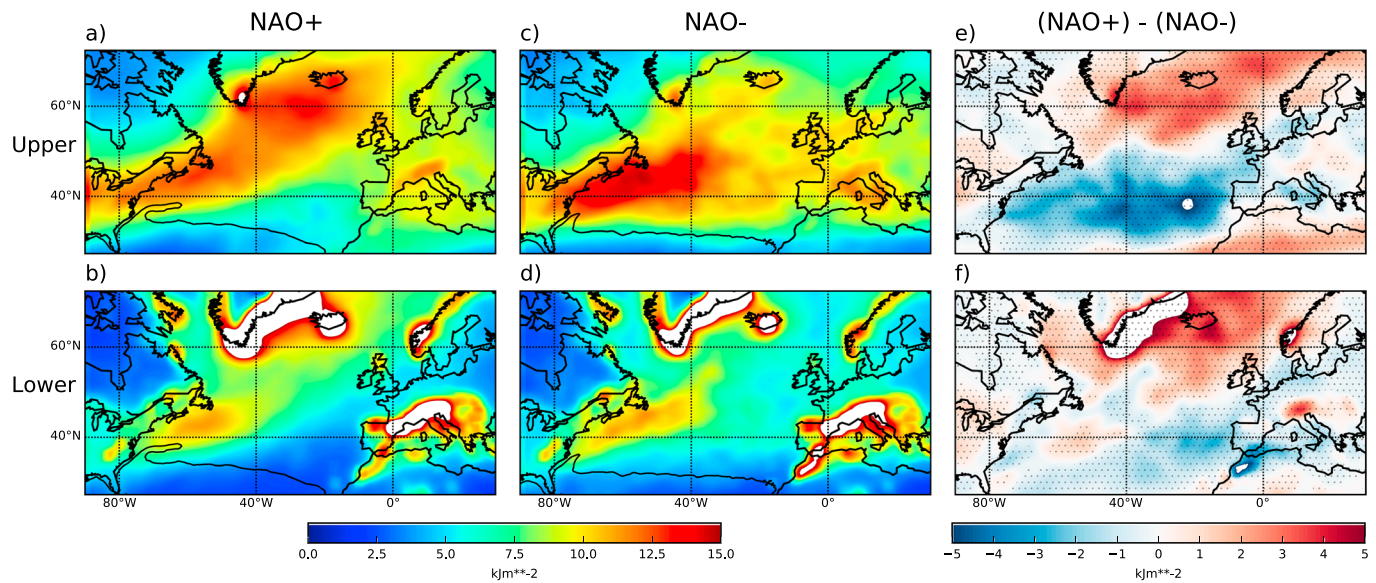 NAO+ NAO- (NAO+) - (NAO-)
a) c) e)
60°N
Upper
40°N
b) d) f)
60°N
Lower
40°N
80°W 40°W 0° 80°W 40°W 0° 80°W 40°W 0°
0.0 2.5 5.0 7.5 10.0 12.5 15.0 −5 −4 −3 −2 −1 0 1 2 3 4 5
kJm**-2 kJm**-2